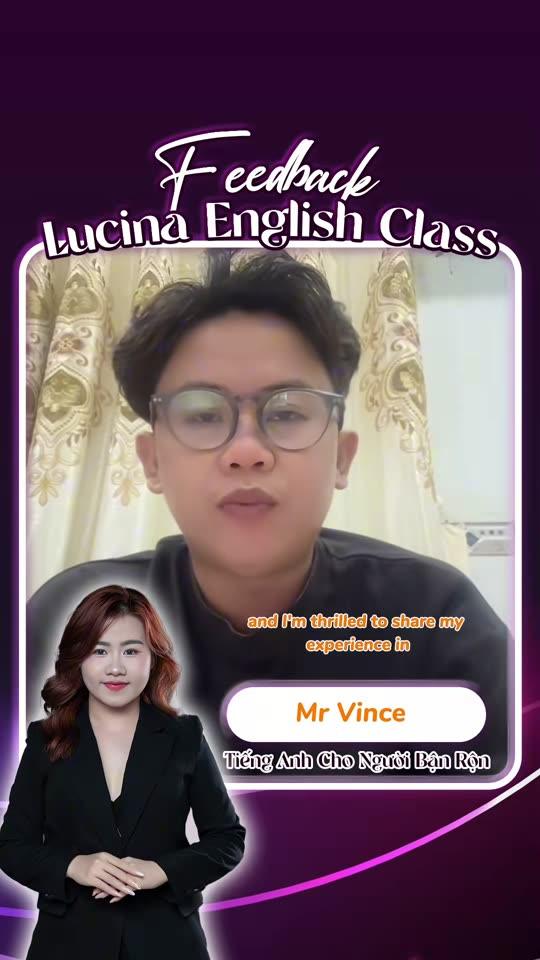 Feedback
Lucina English Class
and I'm thrilled to share my
experience in
Mr Vince
Tiếng Anh Cho Người Bận Rộn